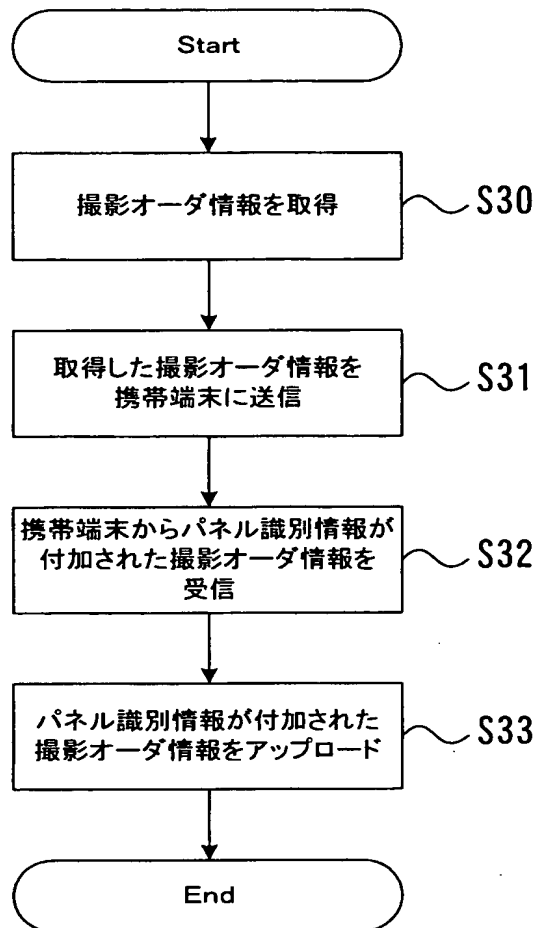 Start
撮影オーダ情報を取得
S30
取得した撮影オーダ情報を
携帯端末に送信
S31
携帯端末からパネル識別情報が
付加された撮影オーダ情報を
受信
S32
パネル識別情報が付加された
撮影オーダ情報をアップロード
S33
End